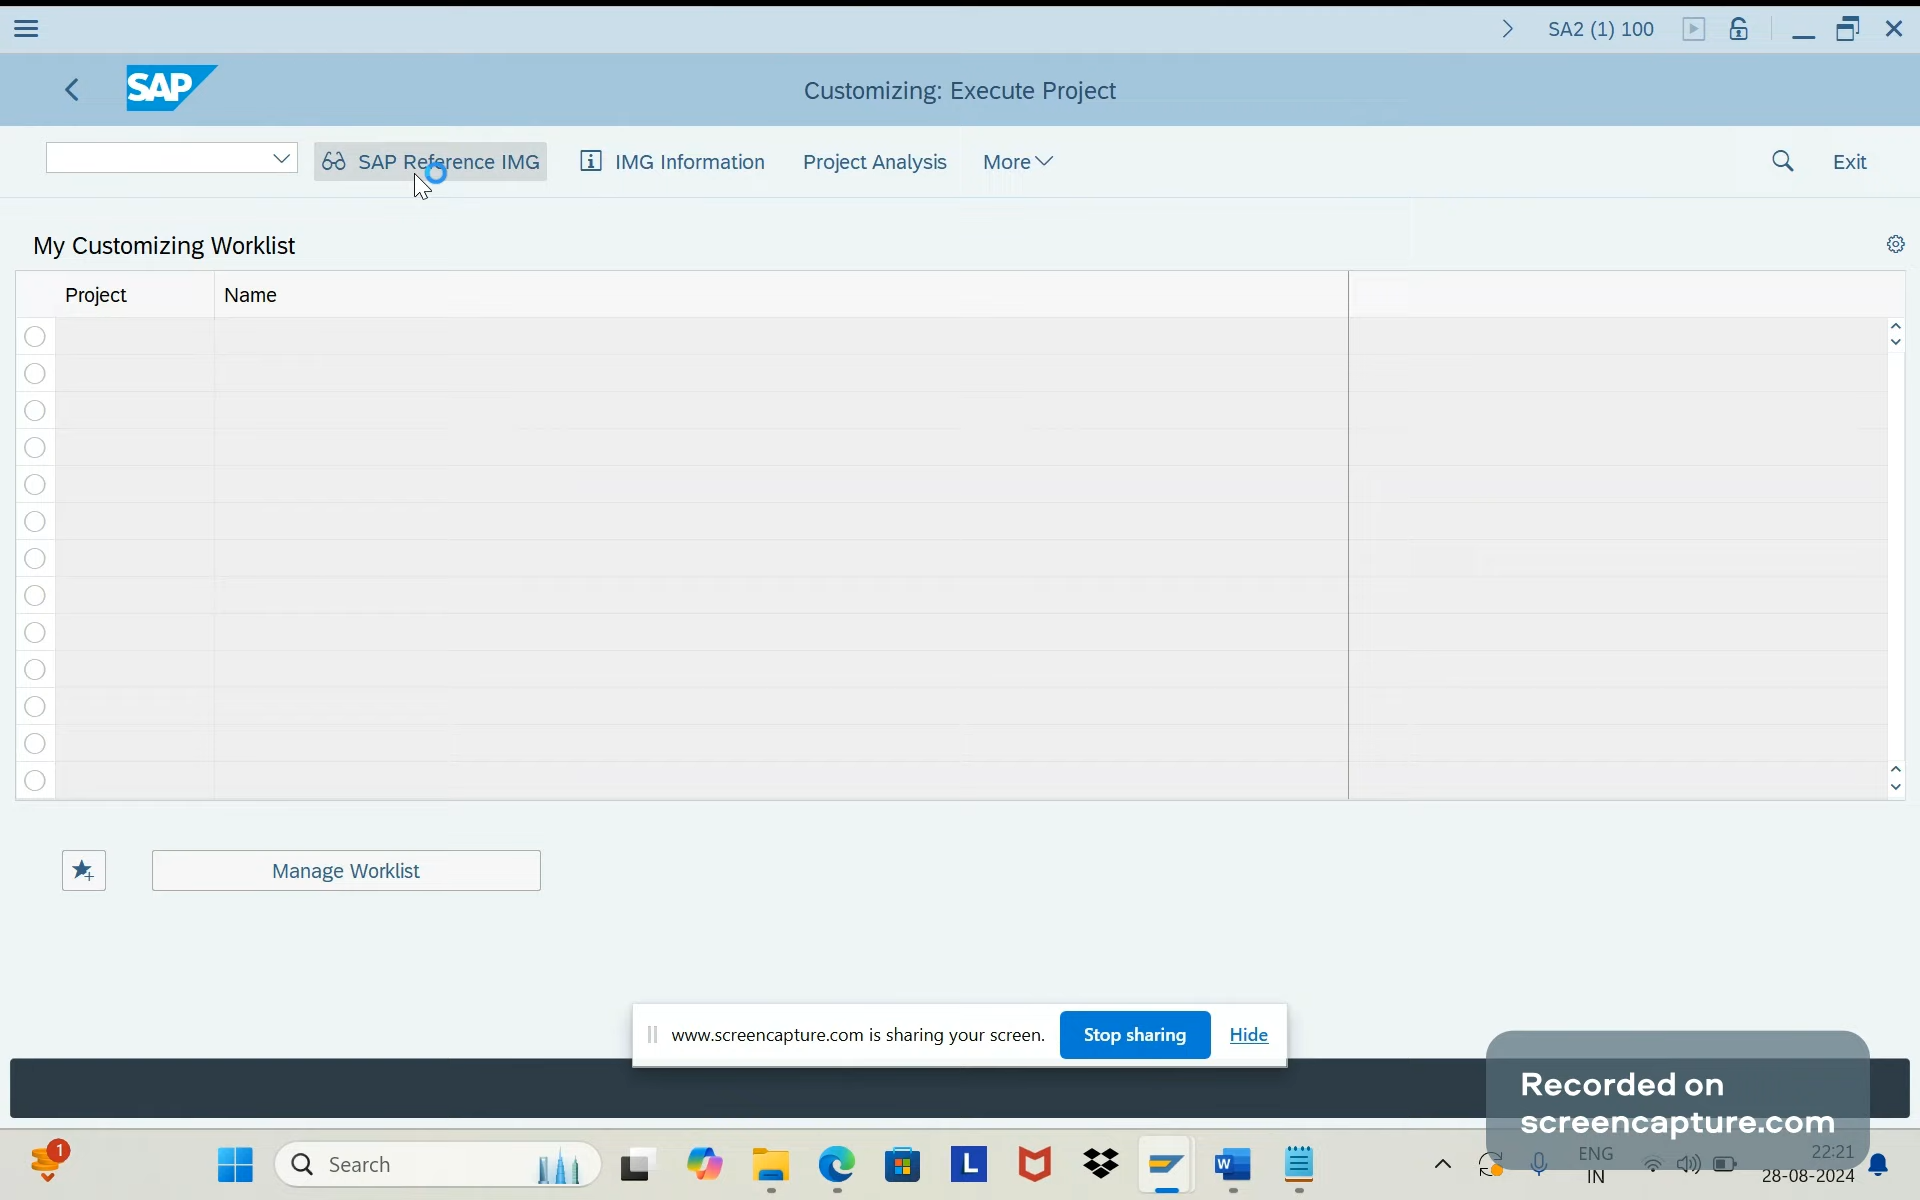 SA2 (1) 100
SAP
Customizing: Execute Project
SAP Reference IMG
IMG Information
Project Analysis
More
Exit
My Customizing Worklist
Project
Name
Manage Worklist
www.screencapture.com is sharing your screen.
Stop sharing
Hide
Recorded on
screencapture.com
1
Search
L
W
ENG
IN
22:21
28-08-2024